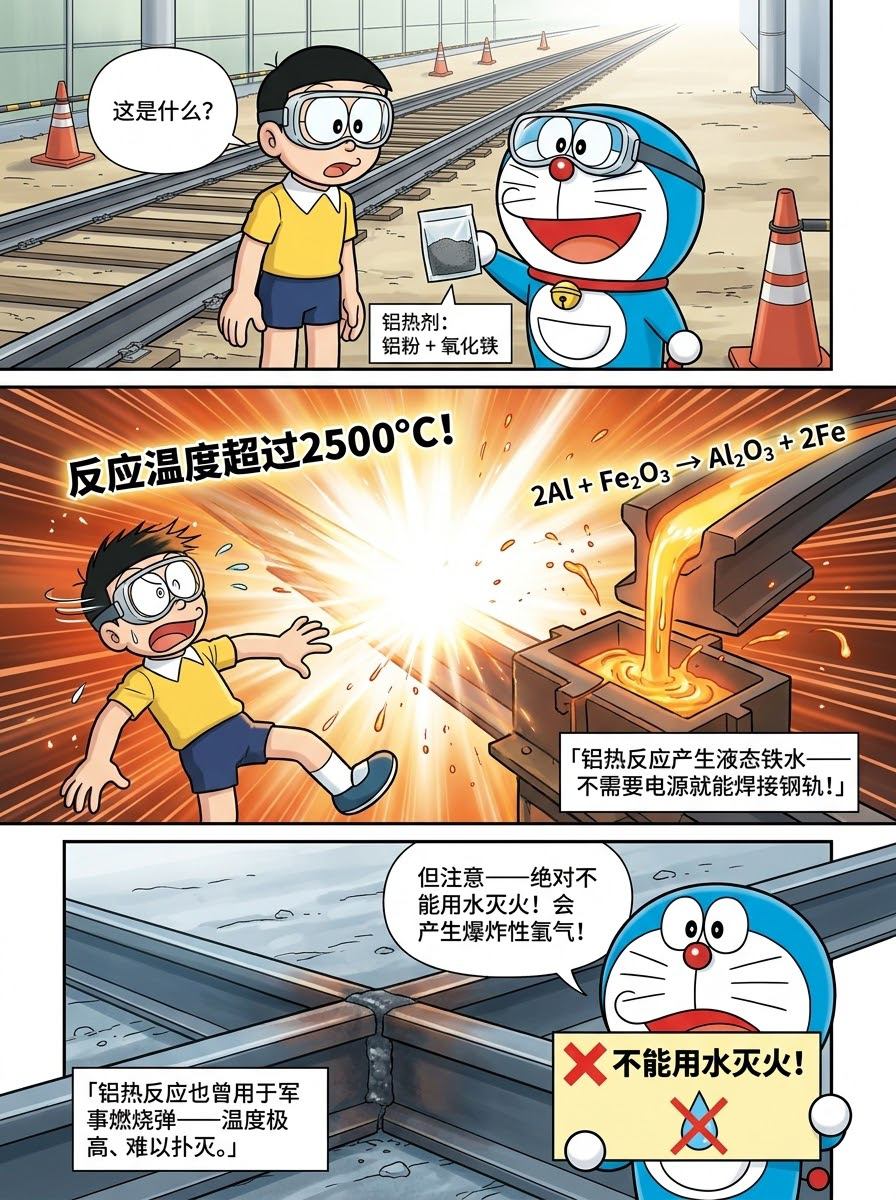 这是什么？
铝热剂：
铝粉 + 氧化铁
反应温度超过2500°C！
2Al + Fe₂O₃ → Al₂O₃ + 2Fe
「铝热反应产生液态铁水——
不需要电源就能焊接钢轨！」
但注意——绝对不
能用水灭火！会
产生爆炸性氢气！
「铝热反应也曾用于军
事燃烧弹——温度极
高、难以扑灭。」
不能用水灭火！